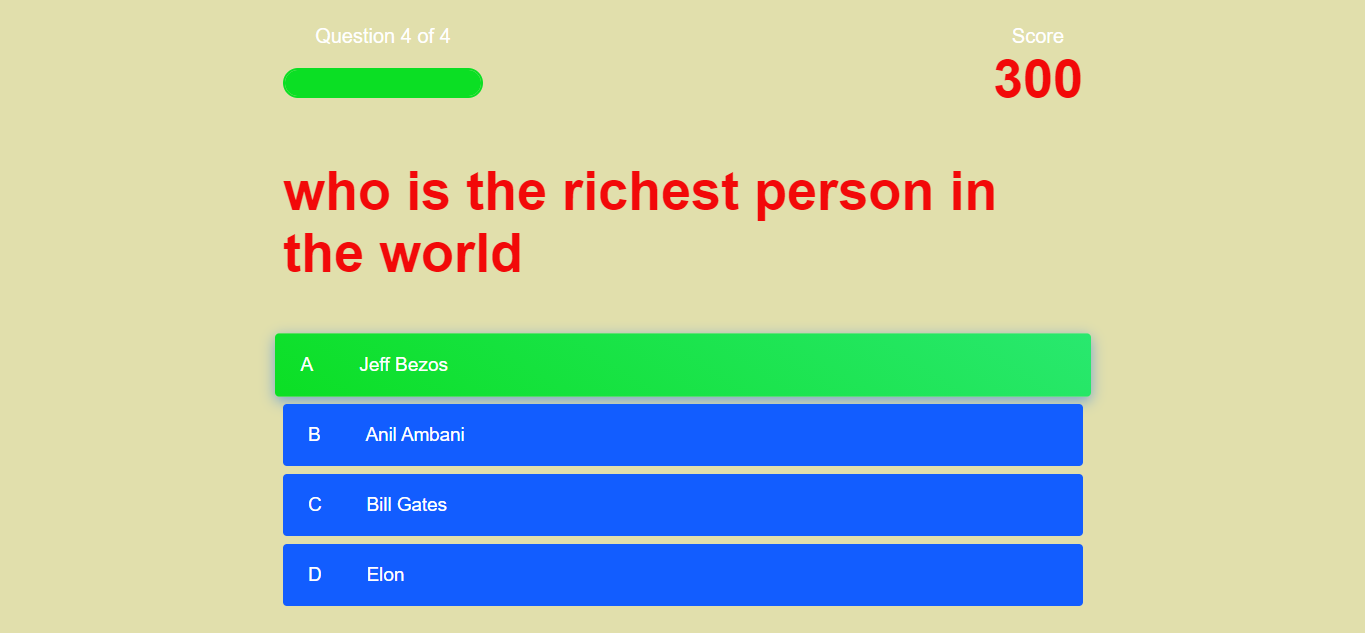 Question 4 of 4
Score
300
who is the richest person in
the world
A Jeff Bezos
B Anil Ambani
C Bill Gates
D Elon